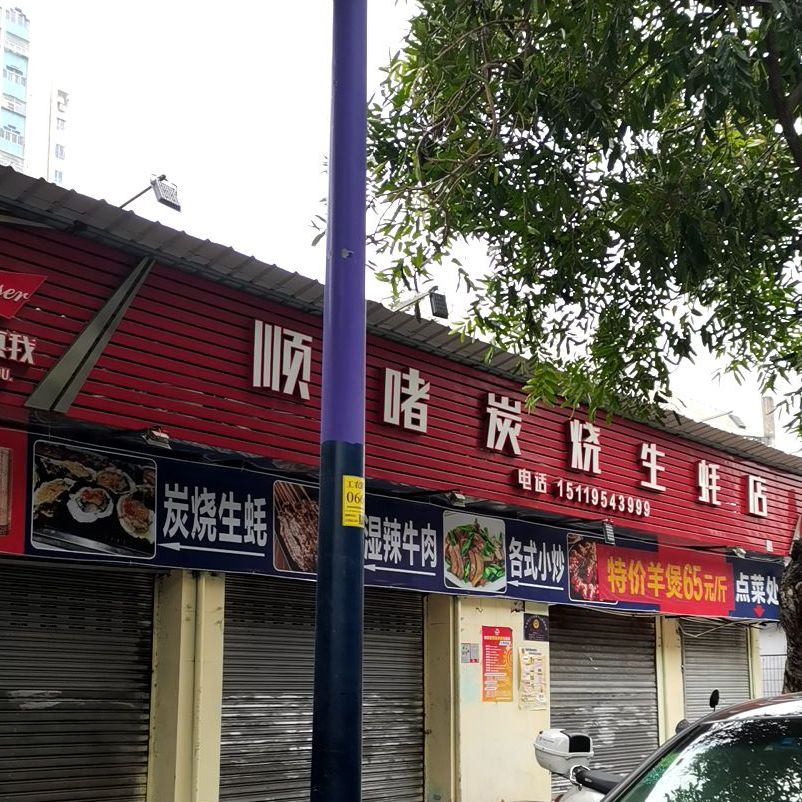 顺啫炭烧生蚝店
电话 15119543999
炭烧生蚝
湿辣牛肉
各式小炒
特价羊煲65元/斤
点菜处